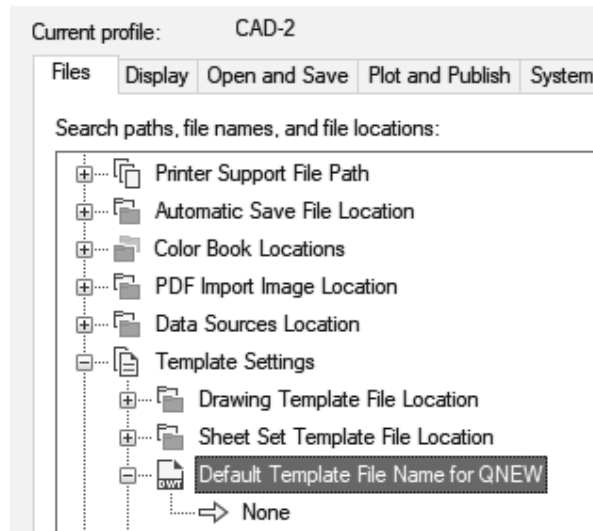 Current profile: CAD-2
Files Display Open and Save Plot and Publish System
Search paths, file names, and file locations:
Printer Support File Path
Automatic Save File Location
Color Book Locations
PDF Import Image Location
Data Sources Location
Template Settings
Drawing Template File Location
Sheet Set Template File Location
DWT Default Template File Name for QNEW
None